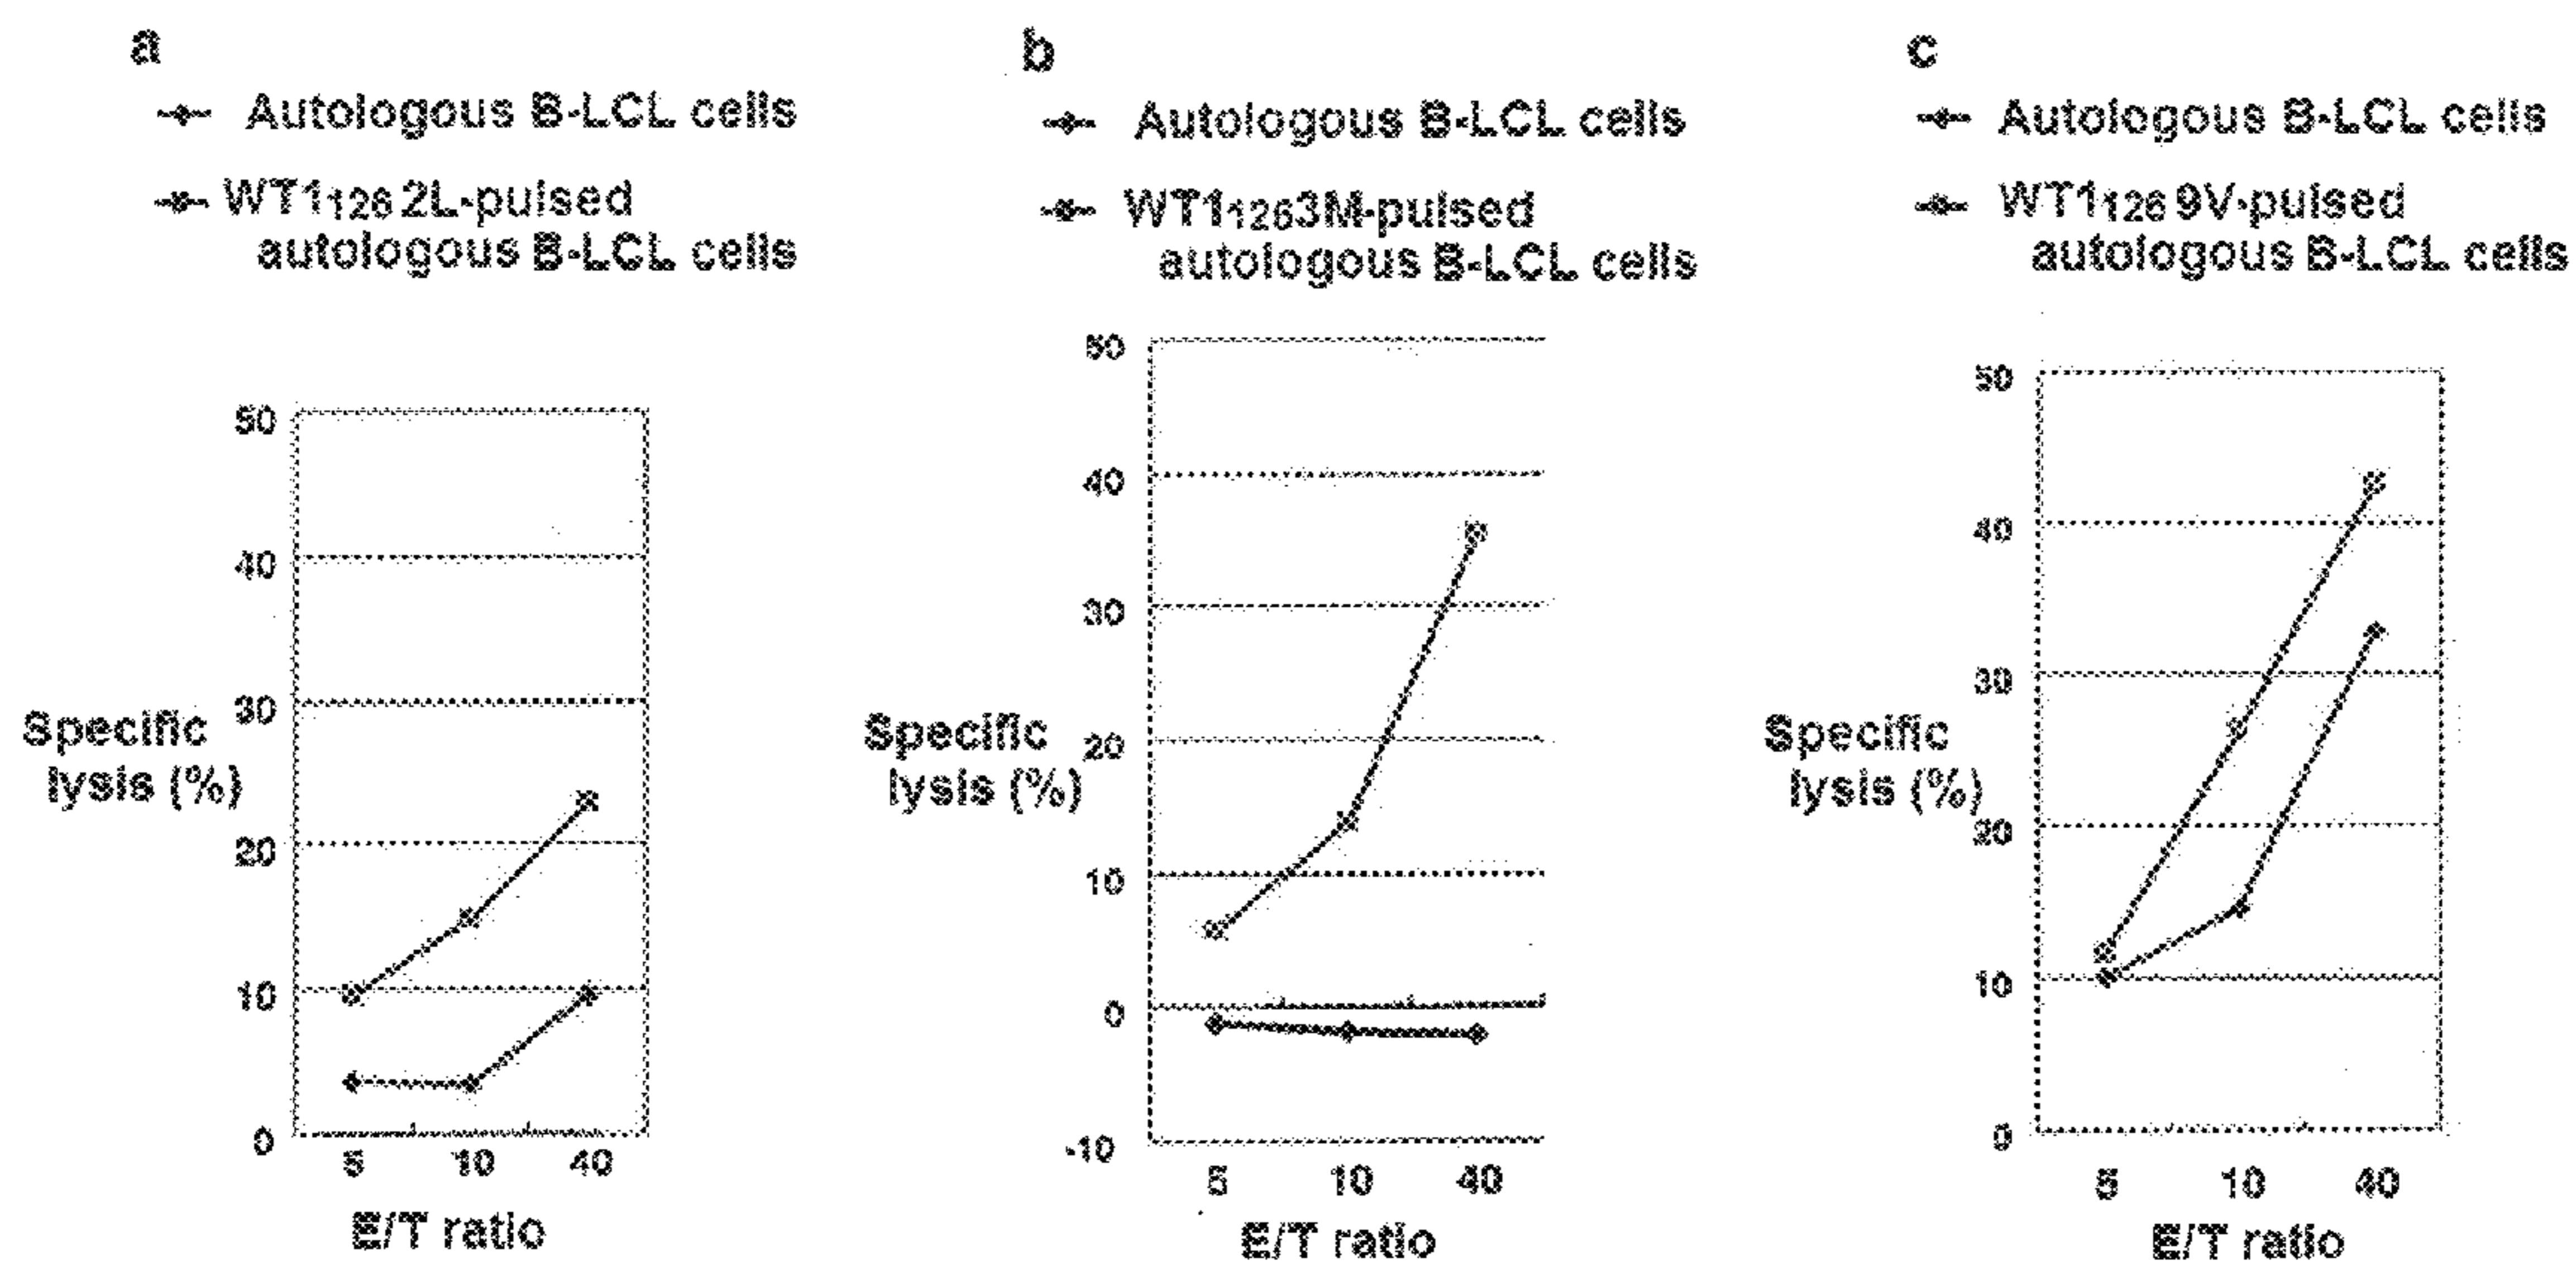 a
Autologous B-LCL cells
WT1126 2L-pulsed
autologous B-LCL cells
50
40
30
20
10
0
Specific
lysis (%)
5 10 40
E/T ratio
b
Autologous B-LCL cells
WT11263M-pulsed
autologous B-LCL cells
50
40
30
20
10
0
-10
Specific
lysis (%)
5 10 40
E/T ratio
c
Autologous B-LCL cells
WT1126 9V-pulsed
autologous B-LCL cells
50
40
30
20
10
0
Specific
lysis (%)
5 10 40
E/T ratio